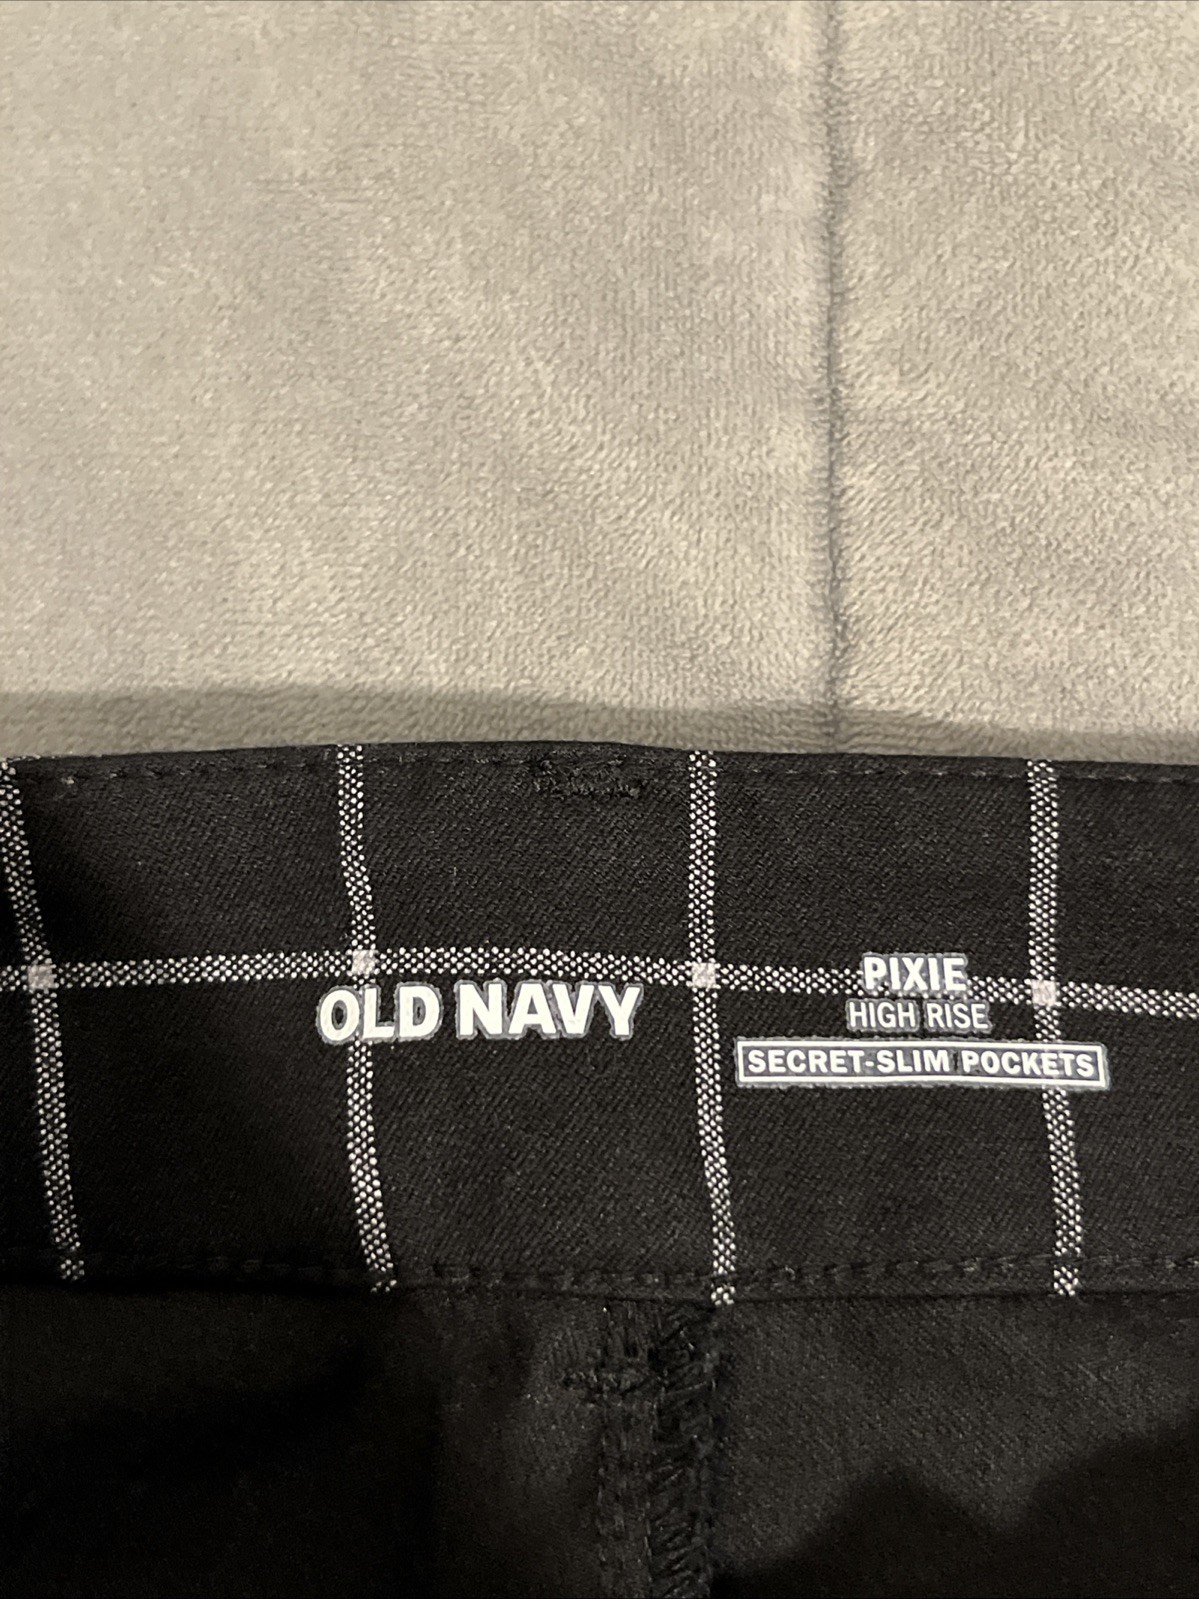 OLD NAVY
PIXIE
HIGH RISE
SECRET-SLIM POCKETS